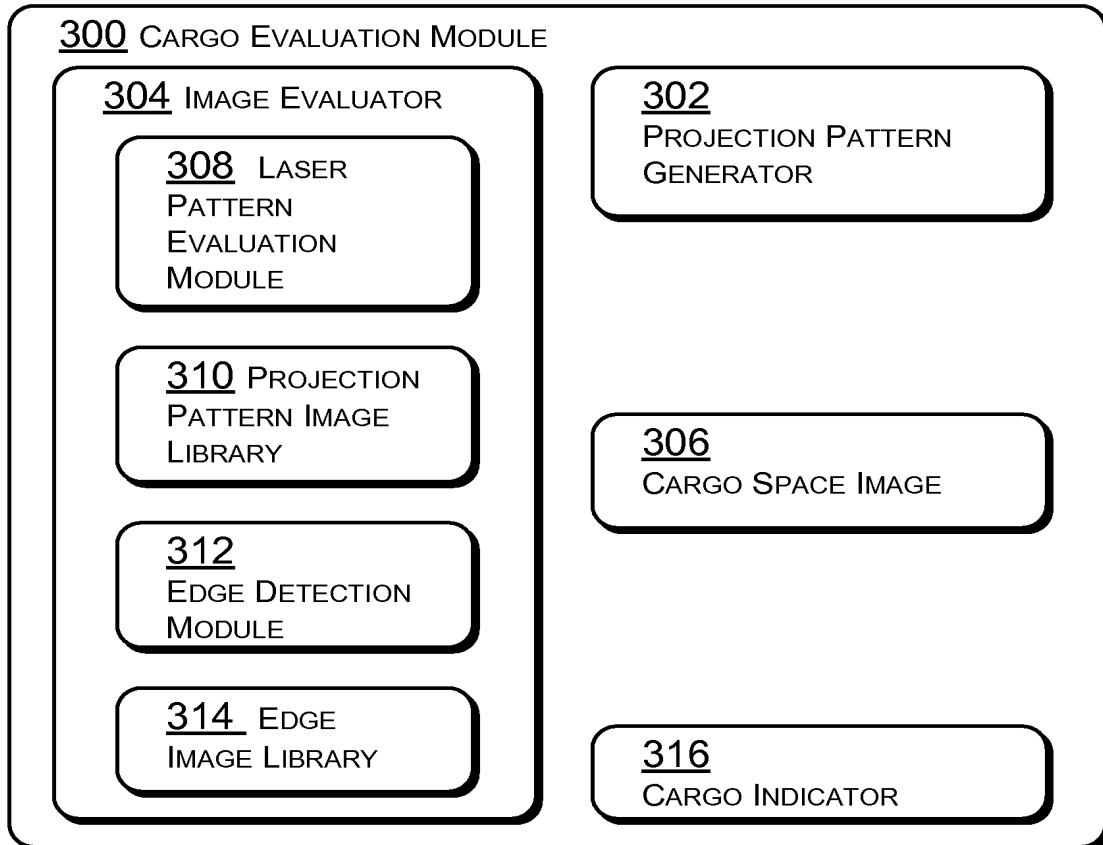 300 CARGO EVALUATION MODULE
304 IMAGE EVALUATOR
308 LASER
PATTERN
EVALUATION
MODULE
310 PROJECTION
PATTERN IMAGE
LIBRARY
312
EDGE DETECTION
MODULE
314 EDGE
IMAGE LIBRARY
302
PROJECTION PATTERN
GENERATOR
306
CARGO SPACE IMAGE
316
CARGO INDICATOR